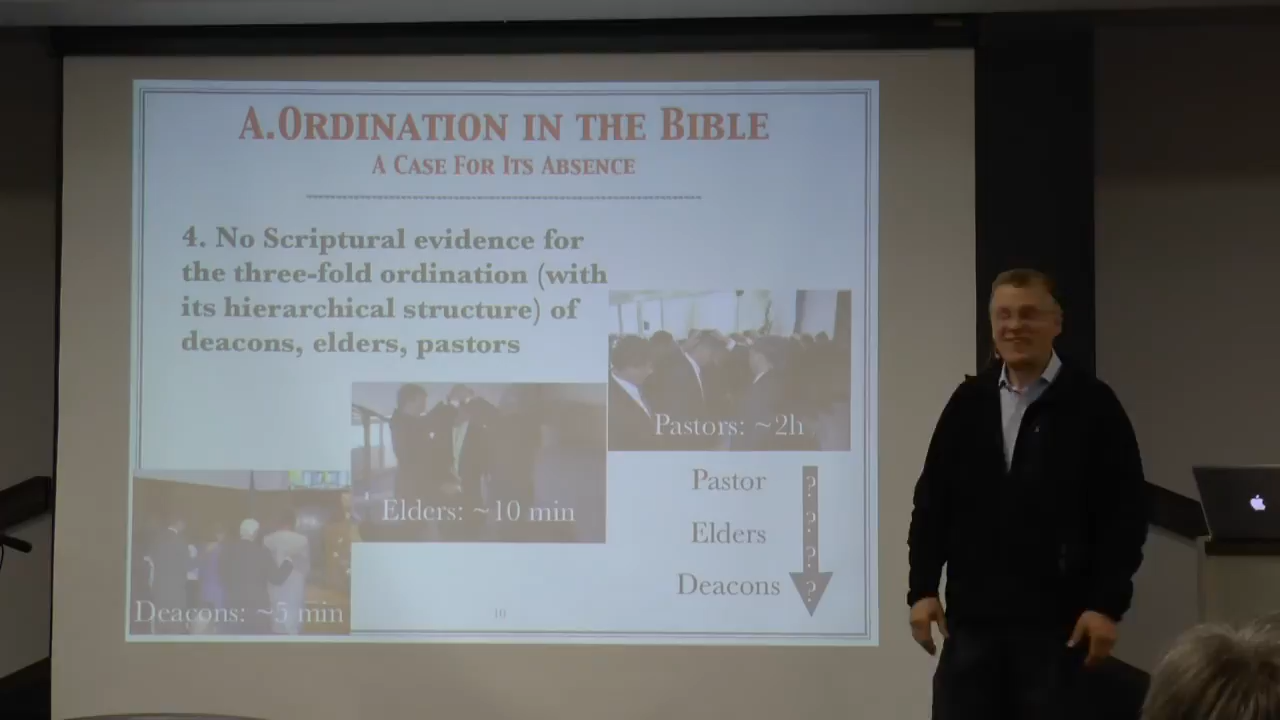 A. ORDINATION IN THE BIBLE
A CASE FOR ITS ABSENCE
4. No Scriptural evidence for
the three-fold ordination (with
its hierarchical structure) of
deacons, elders, pastors
Pastors: ~2h
Elders: ~10 min
Deacons: ~5 min
Pastor ?
Elders ?
?
Deacons ?
10